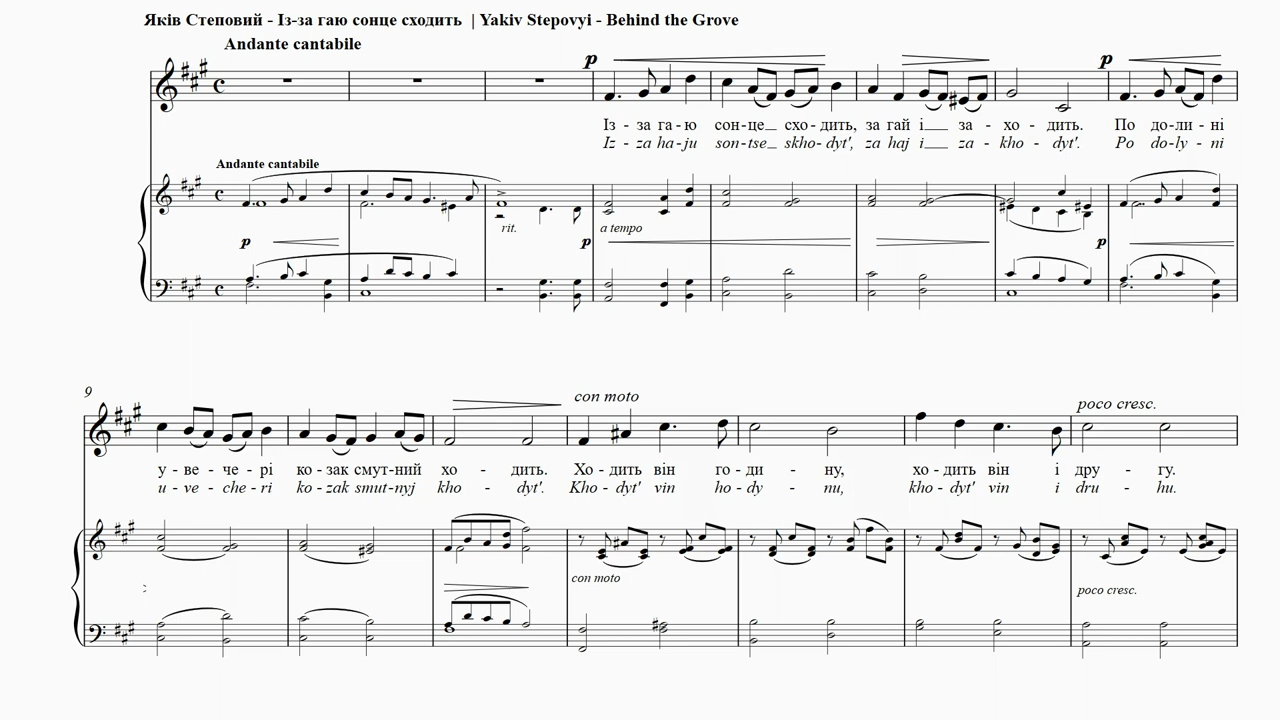 Яків Степовий - Із-за гаю сонце сходить | Yakiv Stepovyi - Behind the Grove
Andante cantabile
p p
Із - за га - ю сон - це схо - дить, за гай і за - хо - дить. По до - ли - ні
Iz - za ha - ju son - tse skho - dyt', za haj i za - kho - dyt'. Po do - ly - ni
Andante cantabile
rit. a tempo
p p p
9
con moto poco cresc.
у - ве - че - рі ко - зак смут - ний хо - дить. Хо - дить він го - ди - ну, хо - дить він і дру - гу.
u - ve - che - ri ko - zak smut - nyj kho - dyt'. Kho - dyt' vin ho - dy - nu, kho - dyt' vin i dru - hu.
con moto poco cresc.